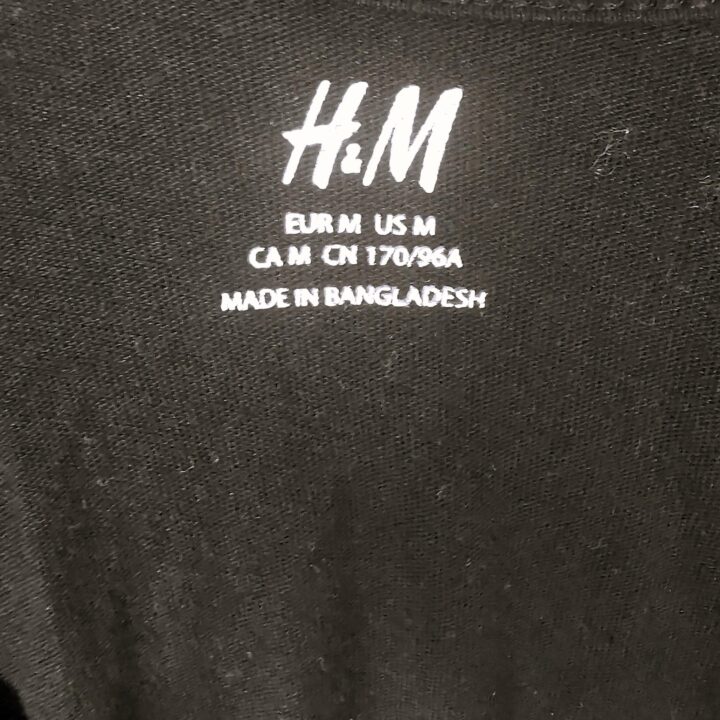 H&M
EUR M US M
CA M CN 170/96A
MADE IN BANGLADESH